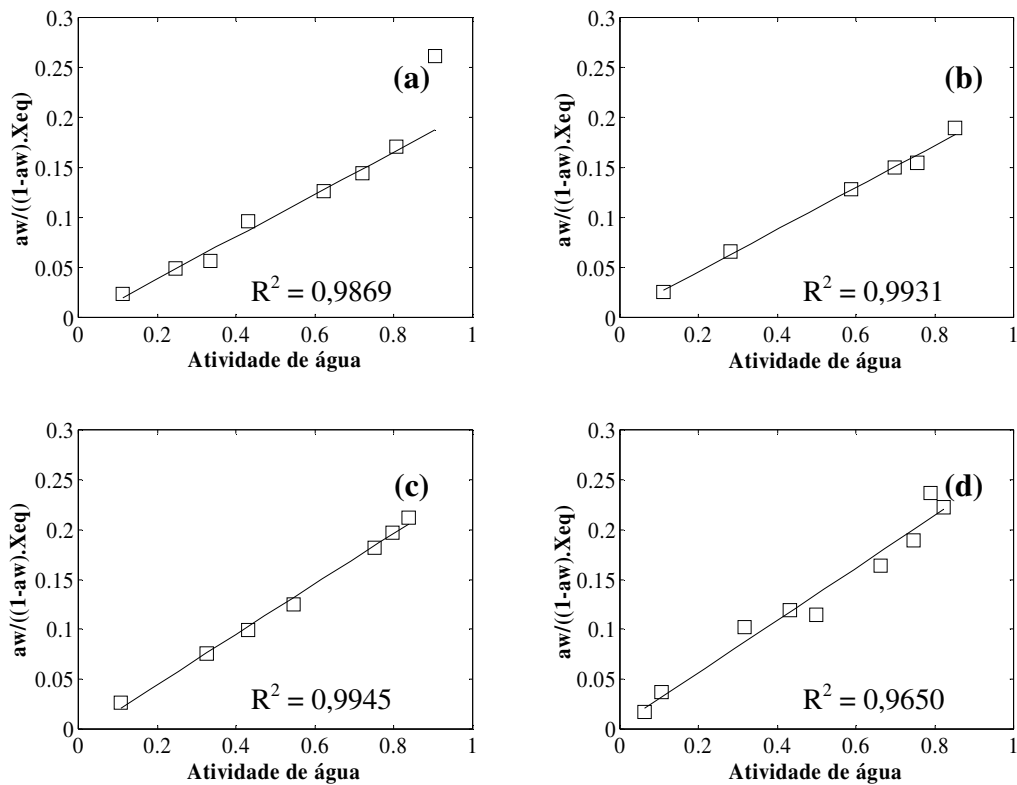 0.3
(a)
0.25
0.2
0.15
0.1
0.05
0
aw/((1-aw).Xeq)
R² = 0,9869
0 0.2 0.4 0.6 0.8 1
Atividade de água
0.3
(b)
0.25
0.2
0.15
0.1
0.05
0
aw/((1-aw).Xeq)
R² = 0,9931
0 0.2 0.4 0.6 0.8 1
Atividade de água
0.3
(c)
0.25
0.2
0.15
0.1
0.05
0
aw/((1-aw).Xeq)
R² = 0,9945
0 0.2 0.4 0.6 0.8 1
Atividade de água
0.3
(d)
0.25
0.2
0.15
0.1
0.05
0
aw/((1-aw).Xeq)
R² = 0,9650
0 0.2 0.4 0.6 0.8 1
Atividade de água